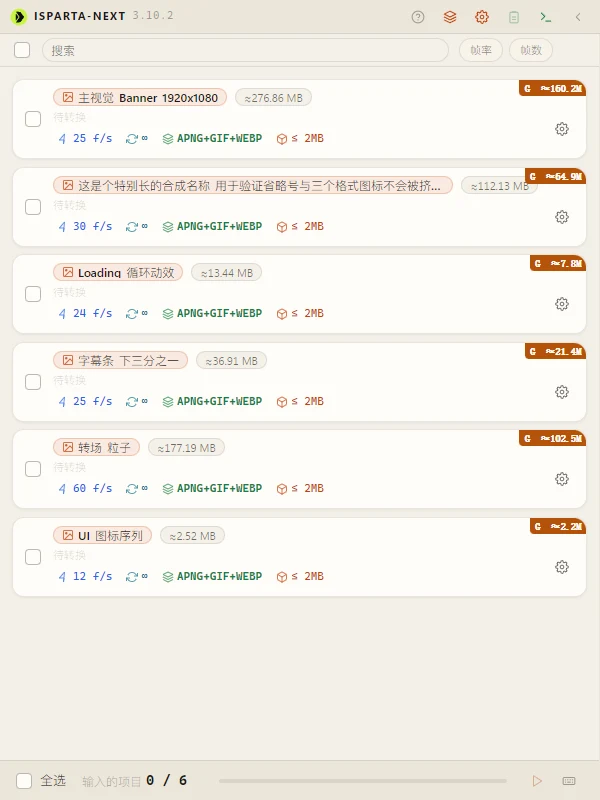 ISPARTA-NEXT 3.10.2
搜索 帧率 帧数
主视觉 Banner 1920x1080 ≈276.86 MB G ≈160.2M
待转换
25 f/s ∞ APNG+GIF+WEBP ≤ 2MB
这是个特别长的合成名称 用于验证省略号与三个格式图标不会被挤... ≈112.13 MB G ≈64.9M
待转换
30 f/s ∞ APNG+GIF+WEBP ≤ 2MB
Loading 循环动效 ≈13.44 MB G ≈7.8M
待转换
24 f/s ∞ APNG+GIF+WEBP ≤ 2MB
字幕条 下三分之一 ≈36.91 MB G ≈21.4M
待转换
25 f/s ∞ APNG+GIF+WEBP ≤ 2MB
转场 粒子 ≈177.19 MB G ≈102.5M
待转换
60 f/s ∞ APNG+GIF+WEBP ≤ 2MB
UI 图标序列 ≈2.52 MB G ≈2.2M
待转换
12 f/s ∞ APNG+GIF+WEBP ≤ 2MB
全选 输入的项目 0 / 6